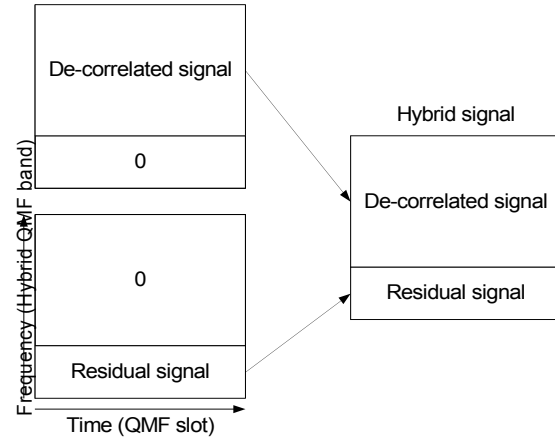 De-correlated signal
0
Hybrid signal
De-correlated signal
0
Residual signal
Residual signal
Frequency (Hybrid QMF band)
Time (QMF slot)